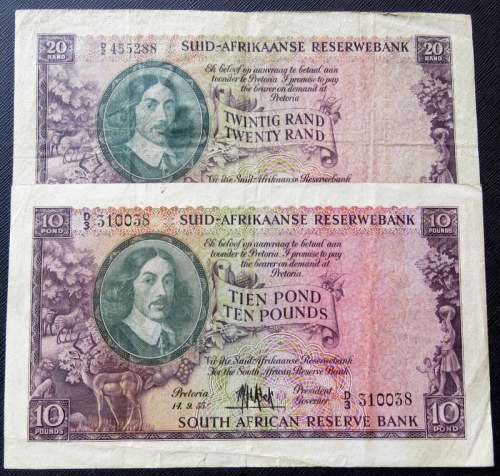 20 D/2 455288 SUID-AFRIKAANSE RESERWEBANK 20
RAND RAND
Ek beloof op aanvraag te betaal aan
toonder te Pretoria I promise to pay
the bearer on demand at
Pretoria
TWINTIG RAND
TWENTY RAND
Vir die Suid-Afrikaanse Reserwebank
10 D/3 310038 SUID-AFRIKAANSE RESERWEBANK 10
POND POUNDS
Ek beloof op aanvraag te betaal aan
toonder te Pretoria. I promise to pay
the bearer on demand at
Pretoria.
TIEN POND
TEN POUNDS
Vir die Suid-Afrikaanse Reserwebank
For the South African Reserve Bank
Pretoria President
14.9.55. Governor
D/3 310038
10 10
POUNDS POND
SOUTH AFRICAN RESERVE BANK